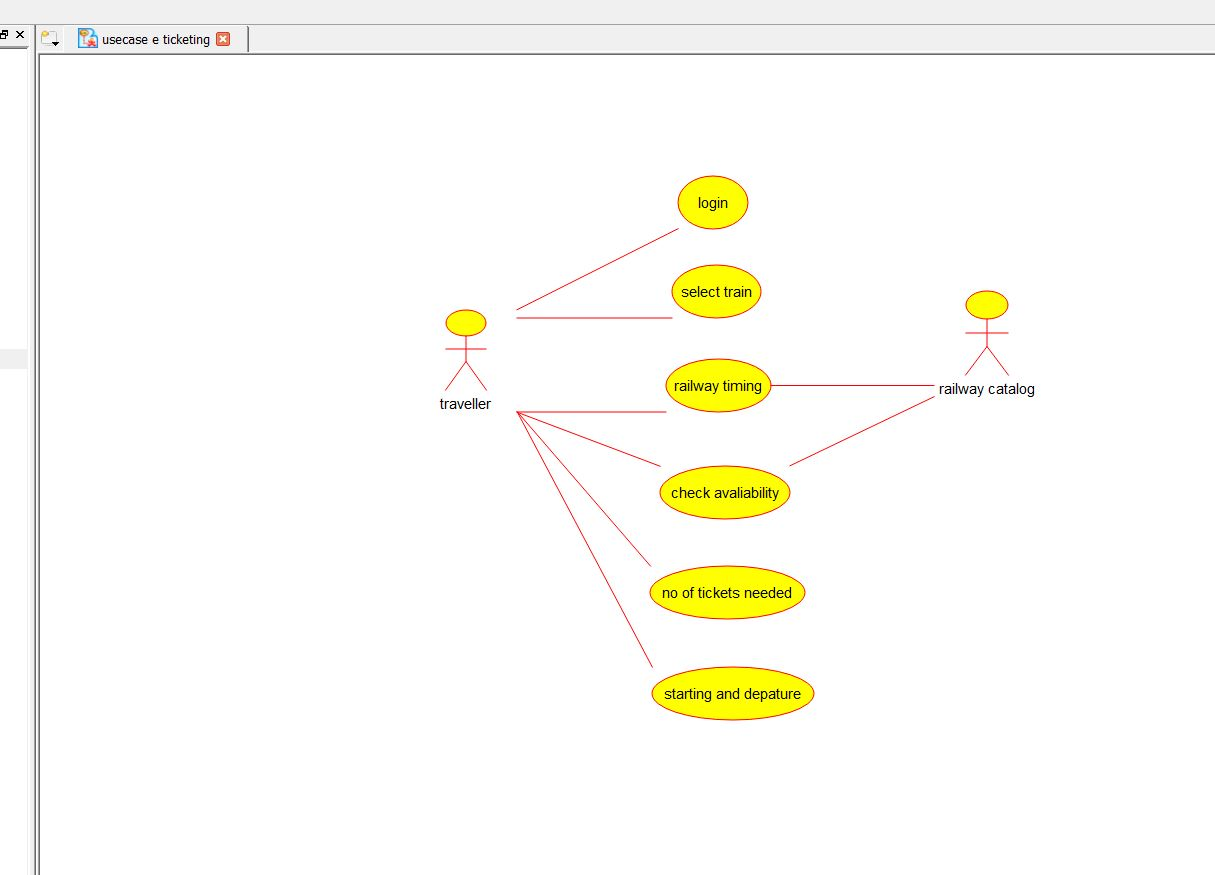 usecase e ticketing
login
select train
railway timing
railway catalog
traveller
check avaliability
no of tickets needed
starting and depature